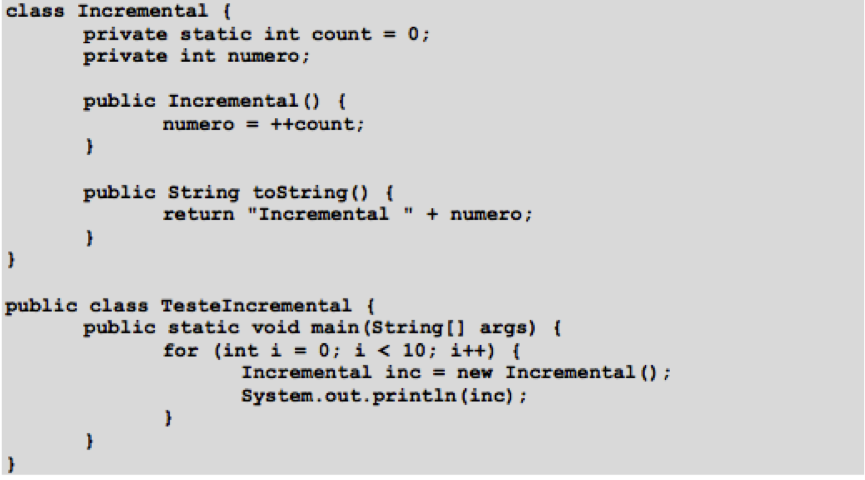 class Incremental {
private static int count = 0;
private int numero;
public Incremental() {
numero = ++count;
}
public String toString() {
return "Incremental " + numero;
}
}
public class TesteIncremental {
public static void main(String[] args) {
for (int i = 0; i < 10; i++) {
Incremental inc = new Incremental();
System.out.println(inc);
}
}
}